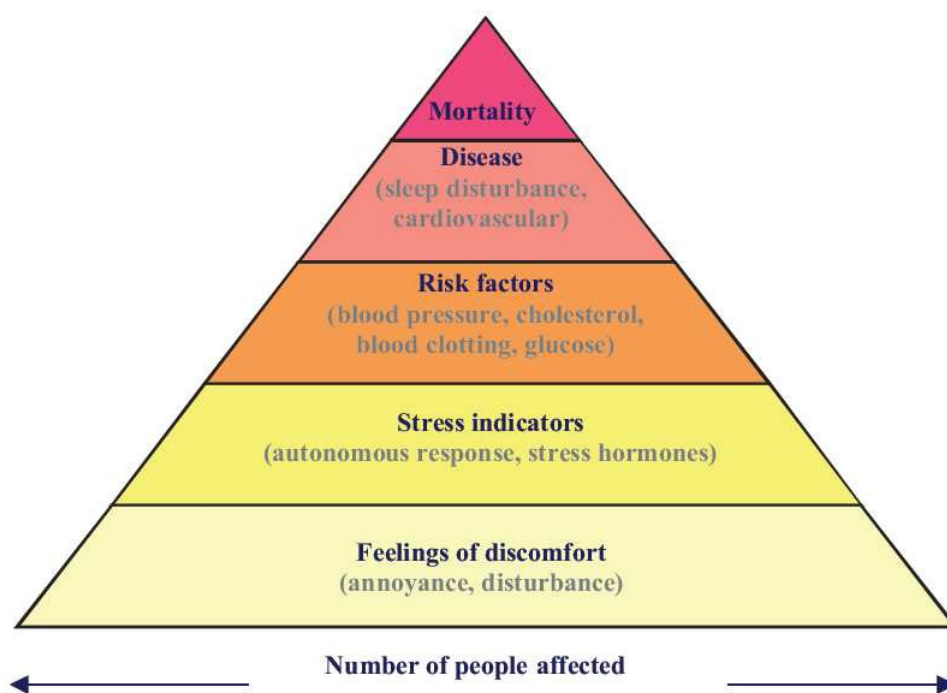 Mortality
Disease
(sleep disturbance,
cardiovascular)
Risk factors
(blood pressure, cholesterol,
blood clotting, glucose)
Stress indicators
(autonomous response, stress hormones)
Feelings of discomfort
(annoyance, disturbance)
Number of people affected